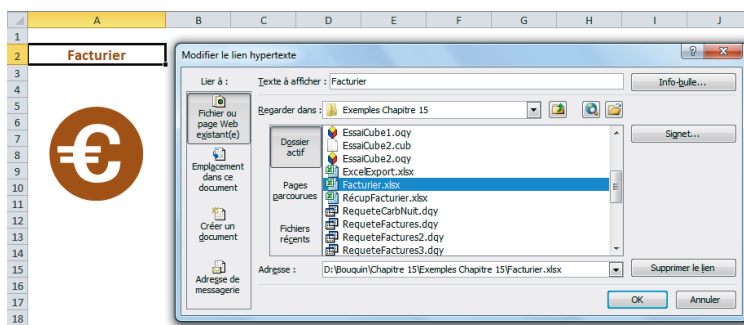 A B C D E F G H I J
1
2 Facturier
3
4
5
6
7
8
9
10
11
12
13
14
15
16
17
18
Modifier le lien hypertexte
Lier à :
Texte à afficher : Facturier
Info-bulle...
Fichier ou
page Web
existant(e)
Emplacement
dans ce
document
Créer un
document
Adresse de
messagerie
Regarder dans : Exemples Chapitre 15
Dossier
actif
Pages
parcourues
Fichiers
récents
EssaiCube1.oqy
EssaiCube2.cub
EssaiCube2.oqy
ExcelExport.xlsx
Facturier.xlsx
RécupFacturier.xlsx
RequeteCarbNuit.dqy
RequeteFactures.dqy
RequeteFactures2.dqy
RequeteFactures3.dqy
Signet...
Adresse : D:\Bouquin\Chapitre 15\Exemples Chapitre 15\Facturier.xlsx
Supprimer le lien
OK Annuler
€